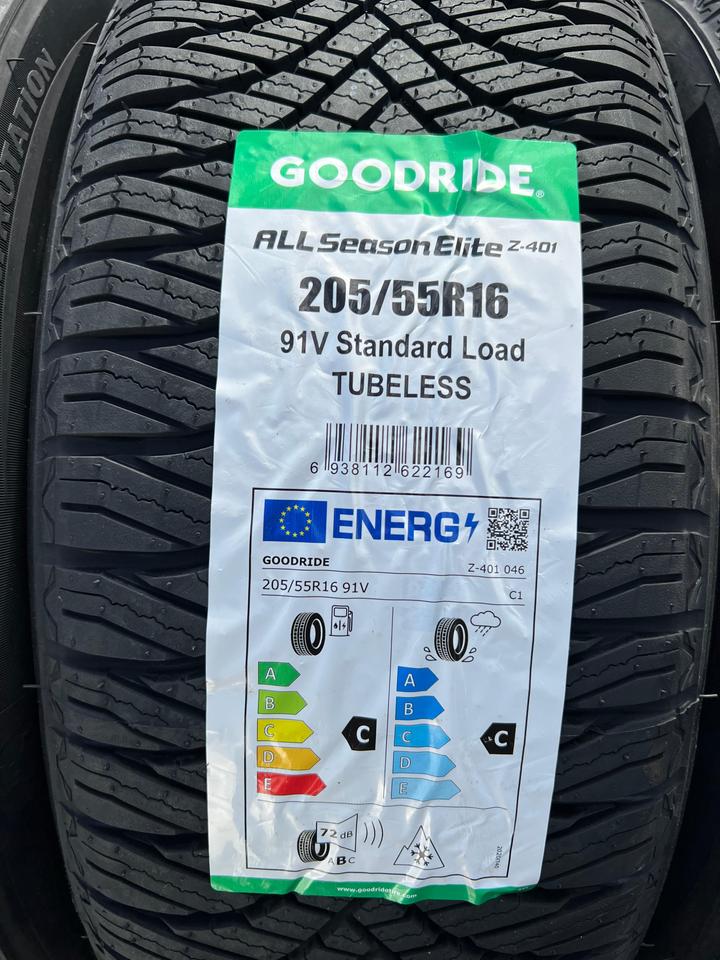 ROTATION
GOODRIDE®
ALL Season Elite Z-401
205/55R16
91V Standard Load
TUBELESS
6 938112 622169
ENERG
GOODRIDE Z-401 046
205/55R16 91V C1
A A
B B
C C C C
D D
E E
72 dB
ABC
2020/740
www.goodridetire.com